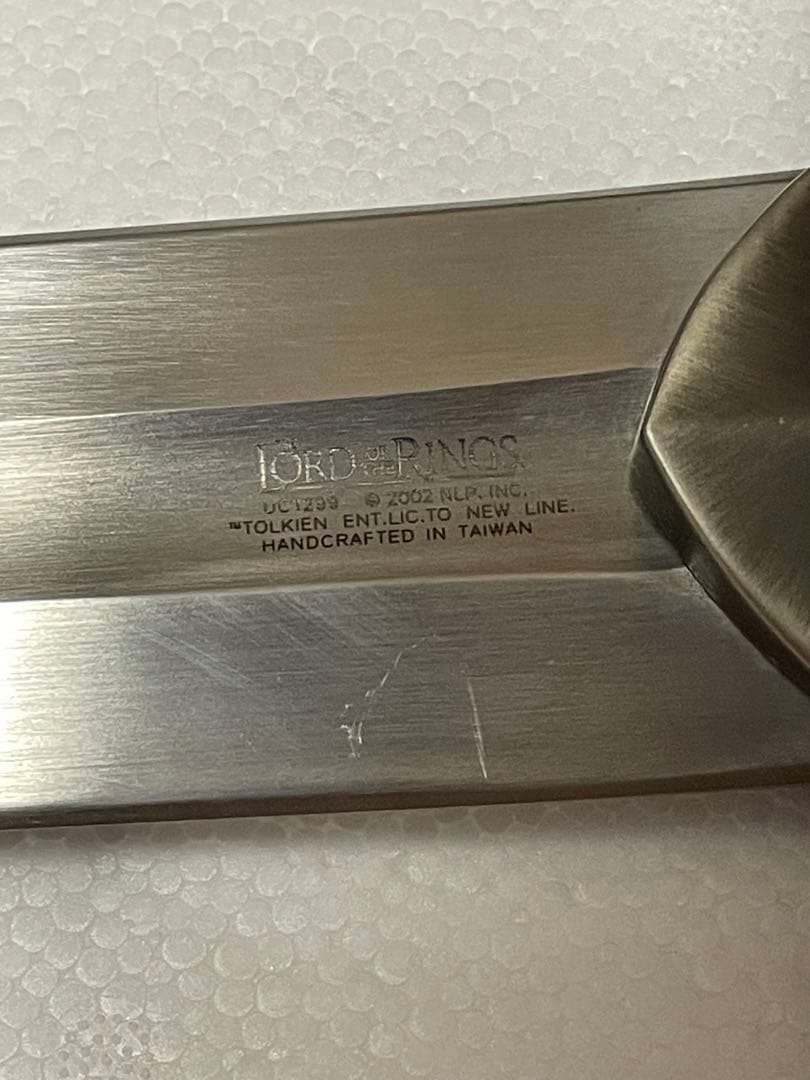 THE LORD OF THE RINGS
UC1299 © 2002 NLP, INC.
™TOLKIEN ENT.LIC.TO NEW LINE.
HANDCRAFTED IN TAIWAN